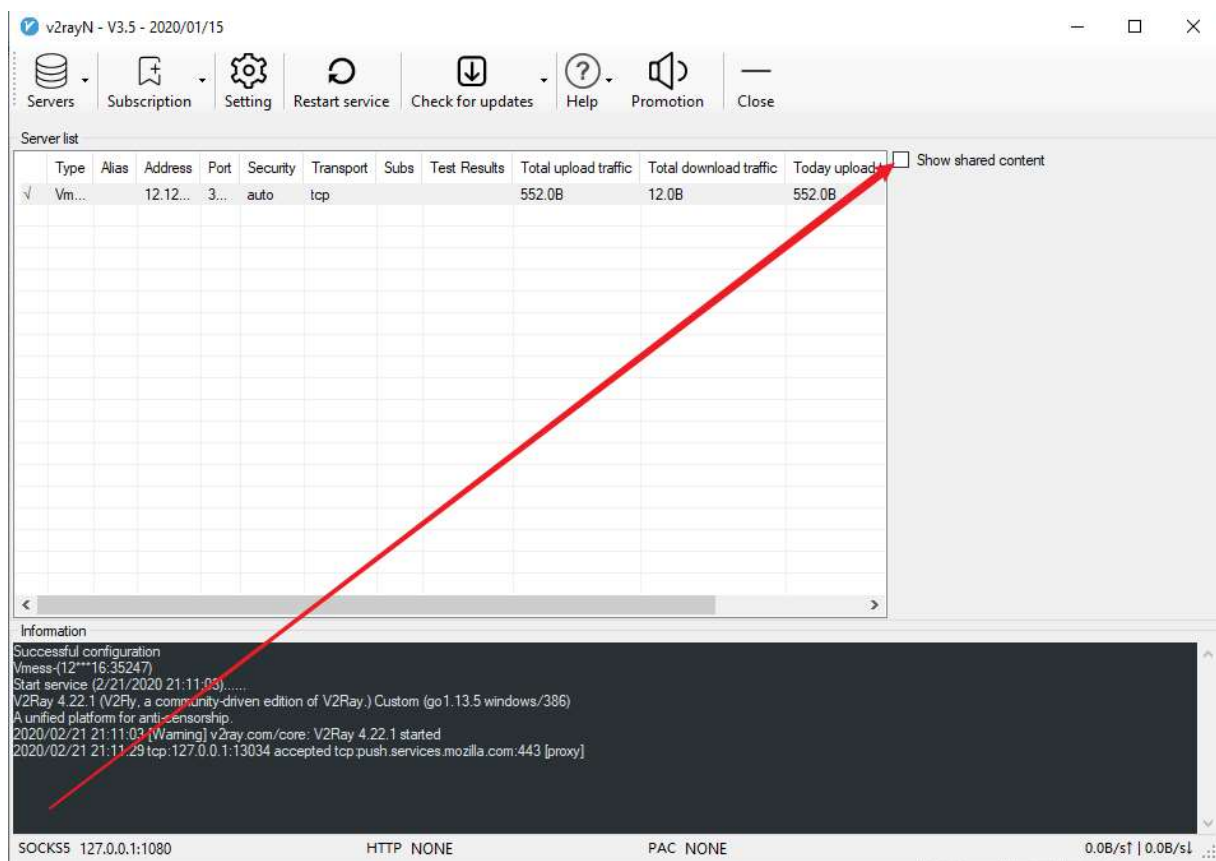 v2rayN - V3.5 - 2020/01/15
Servers Subscription Setting Restart service Check for updates Help Promotion Close
Server list
Type Alias Address Port Security Transport Subs Test Results Total upload traffic Total download traffic Today upload
Show shared content
√ Vm... 12.12... 3... auto tcp 552.0B 12.0B 552.0B
Information
Successful configuration
Vmess-(12***16:35247)
Start service (2/21/2020 21:11:03)......
V2Ray 4.22.1 (V2Fly, a community-driven edition of V2Ray.) Custom (go1.13.5 windows/386)
A unified platform for anti-censorship.
2020/02/21 21:11:03 [Warning] v2ray.com/core: V2Ray 4.22.1 started
2020/02/21 21:11:29 tcp:127.0.0.1:13034 accepted tcp:push.services.mozilla.com:443 [proxy]
SOCKS5 127.0.0.1:1080 HTTP NONE PAC NONE 0.0B/s↑ | 0.0B/s↓